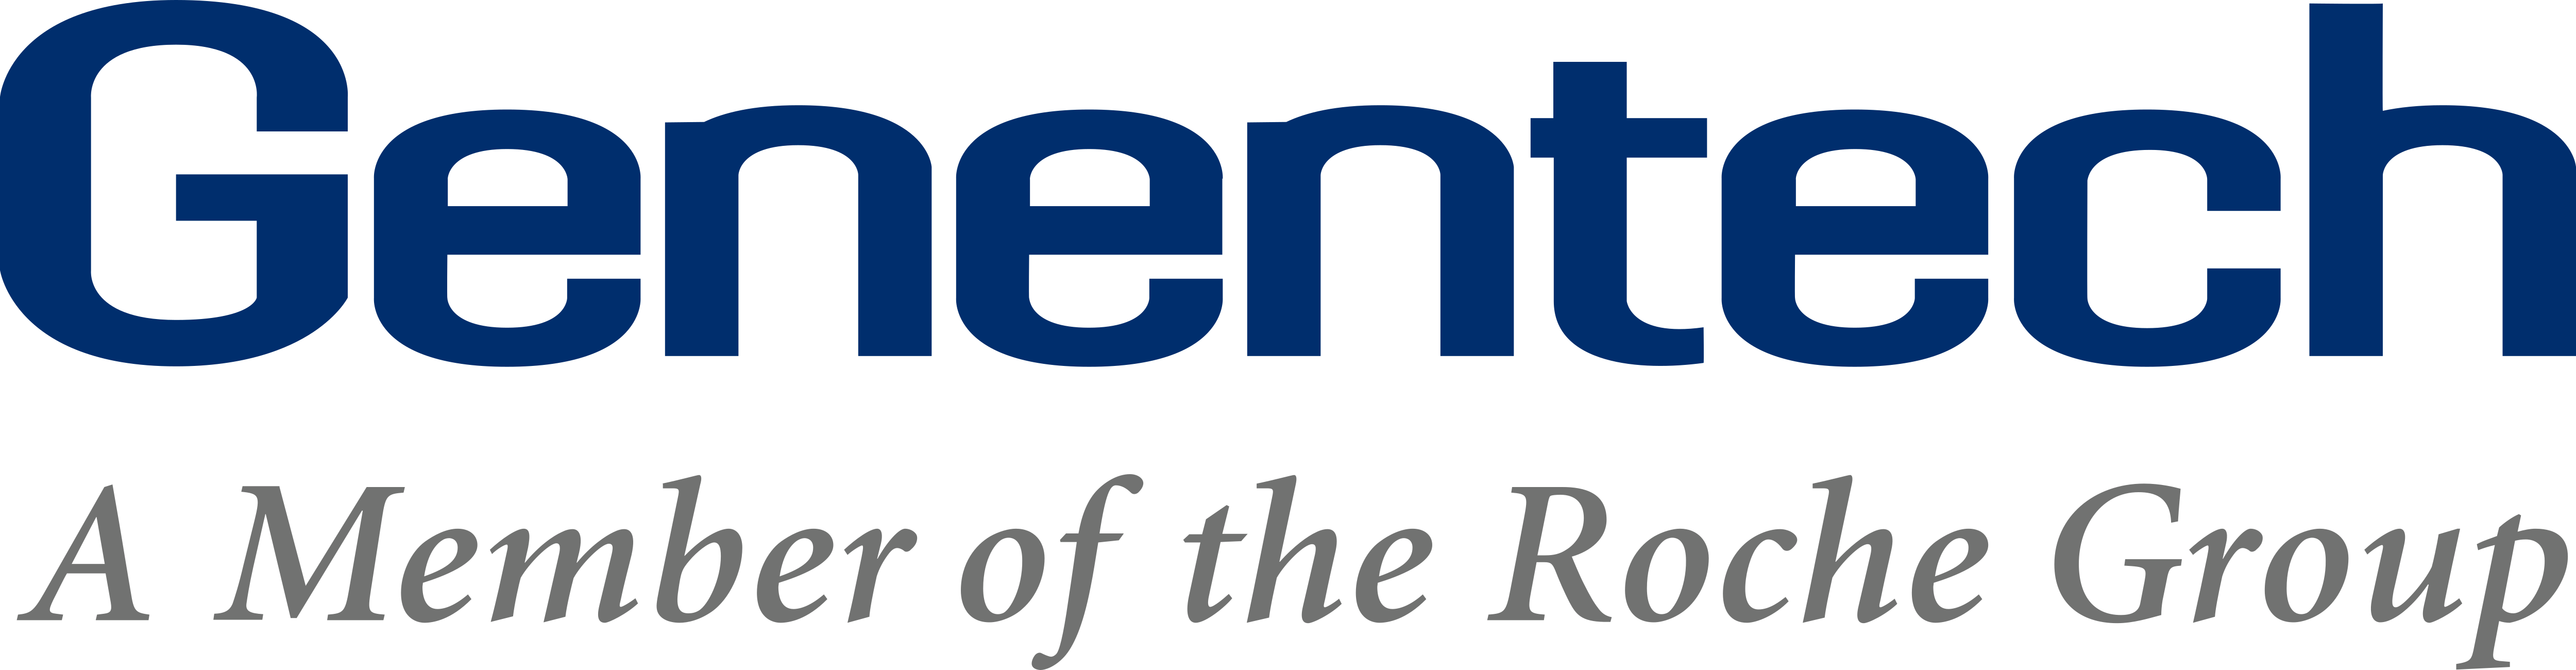 Genentech
A Member of the Roche Group